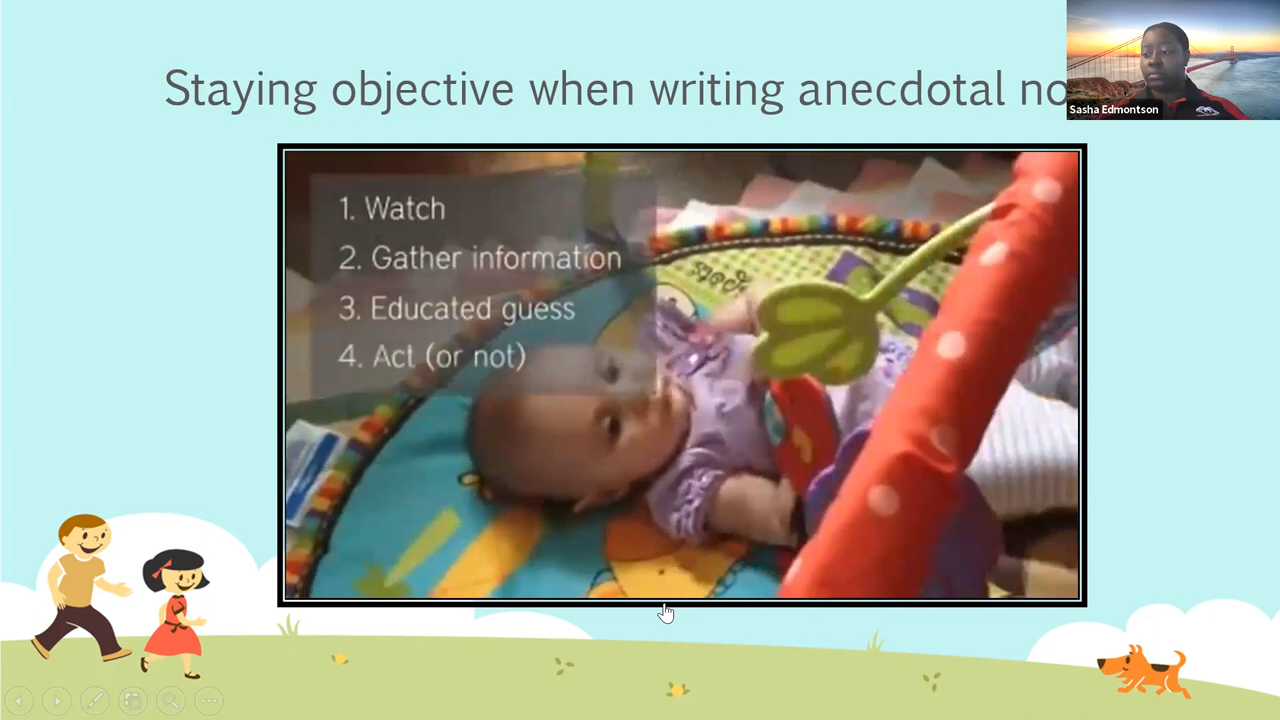 Staying objective when writing anecdotal no
Sasha Edmontson
1. Watch
2. Gather information
3. Educated guess
4. Act (or not)